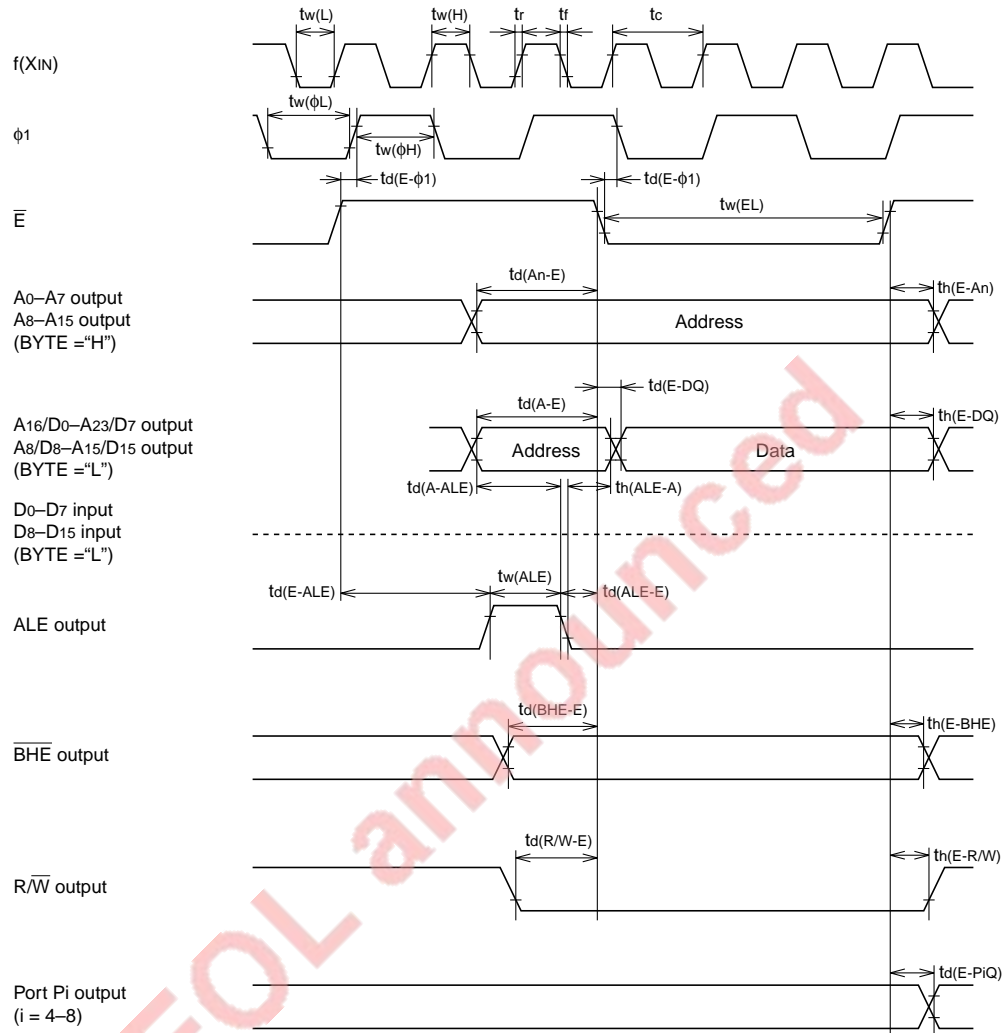 tw(L) tw(H) tr tf tc
f(XIN)
tw(ϕL)
ϕ1
tw(ϕH)
td(E-ϕ1) td(E-ϕ1)
tw(EL)
E
td(An-E) th(E-An)
A0–A7 output
A8–A15 output
(BYTE ="H")
Address
td(E-DQ)
td(A-E) th(E-DQ)
A16/D0–A23/D7 output
A8/D8–A15/D15 output
(BYTE ="L")
Address Data
td(A-ALE) th(ALE-A)
D0–D7 input
D8–D15 input
(BYTE ="L")
td(E-ALE) tw(ALE) td(ALE-E)
ALE output
td(BHE-E) th(E-BHE)
BHE output
td(R/W-E) th(E-R/W)
R/W output
td(E-PiQ)
Port Pi output
(i = 4–8)
EOL announced